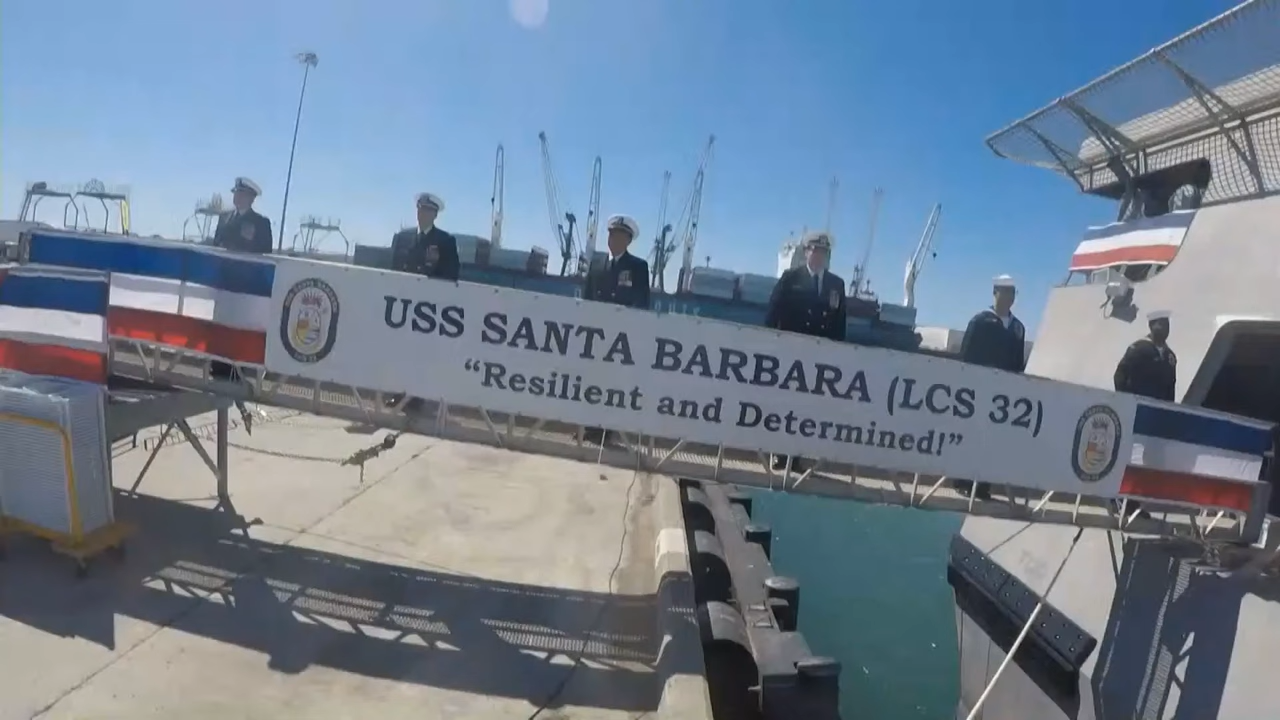 USS SANTA BARBARA (LCS 32)
“Resilient and Determined!”